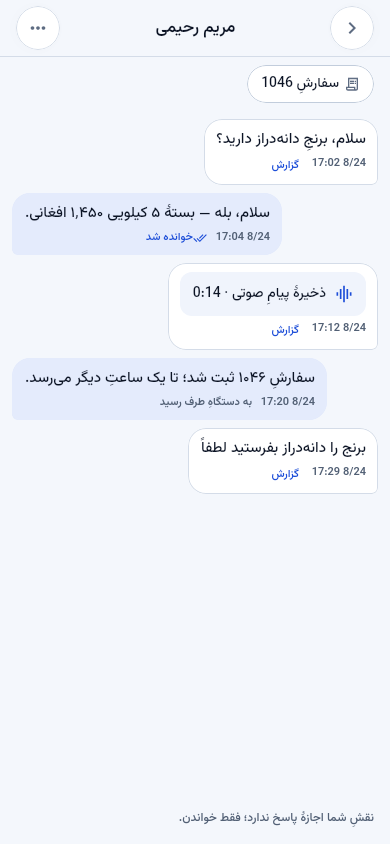 مریم رحیمی
سفارشِ 1046
سلام، برنجِ دانه‌دراز دارید؟
8/24 17:02 گزارش
سلام، بله — بستهٔ ۵ کیلویی ۱٬۴۵۰ افغانی.
8/24 17:04 خوانده شد
ذخیرهٔ پیامِ صوتی · 0:14
8/24 17:12 گزارش
سفارشِ ۱۰۴۶ ثبت شد؛ تا یک ساعتِ دیگر می‌رسد.
8/24 17:20 به دستگاهِ طرف رسید
برنج را دانه‌دراز بفرستید لطفاً
8/24 17:29 گزارش
نقشِ شما اجازهٔ پاسخ ندارد؛ فقط خواندن.